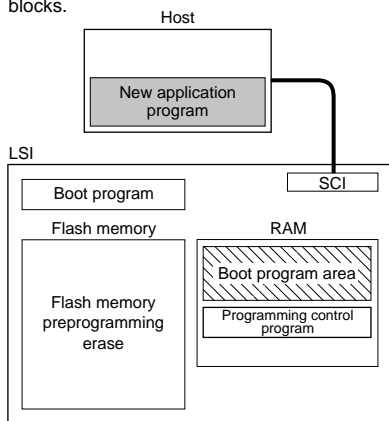 blocks.
Host
New application
program
LSI
SCI
Boot program
Flash memory
RAM
Boot program area
Flash memory
preprogramming
erase
Programming control
program